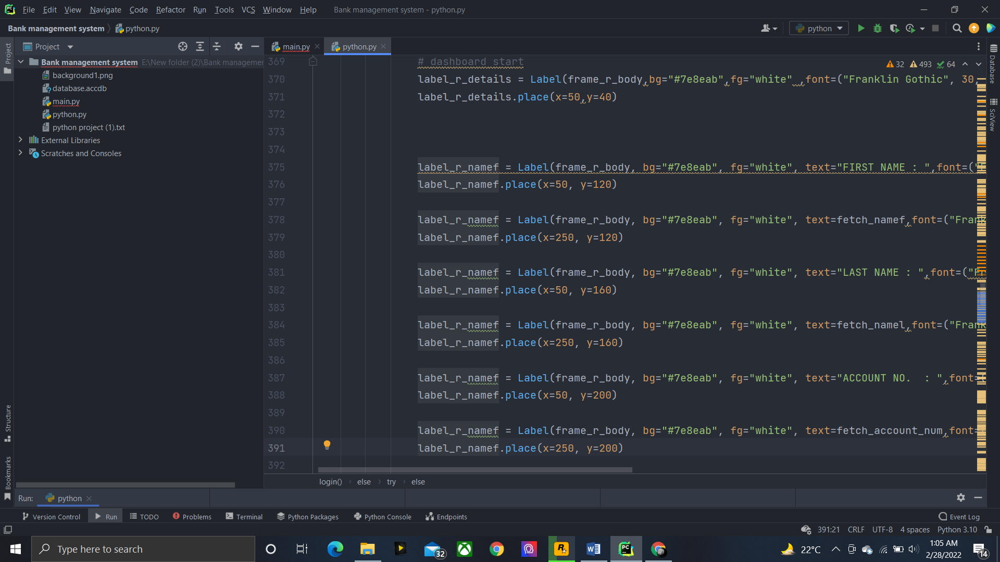 File Edit View Navigate Code Refactor Run Tools VCS Window Help Bank management system - python.py
Bank management system python.py python
Project main.py python.py
Bank management system E:\New folder (2)\Bank managemen
background1.png
database.accdb
main.py
python.py
python project (1).txt
External Libraries
Scratches and Consoles
Project
Structure
Bookmarks
Database
SciView
32 493 64
369 # dashboard start
370 label_r_details = Label(frame_r_body,bg="#7e8eab",fg="white" ,font=("Franklin Gothic", 30,
371 label_r_details.place(x=50,y=40)
372
373
374
375 label_r_namef = Label(frame_r_body, bg="#7e8eab", fg="white", text="FIRST NAME : ",font=("F
376 label_r_namef.place(x=50, y=120)
377
378 label_r_namef = Label(frame_r_body, bg="#7e8eab", fg="white", text=fetch_namef,font=("Frank
379 label_r_namef.place(x=250, y=120)
380
381 label_r_namef = Label(frame_r_body, bg="#7e8eab", fg="white", text="LAST NAME : ",font=("Fr
382 label_r_namef.place(x=50, y=160)
383
384 label_r_namef = Label(frame_r_body, bg="#7e8eab", fg="white", text=fetch_namel,font=("Frank
385 label_r_namef.place(x=250, y=160)
386
387 label_r_namef = Label(frame_r_body, bg="#7e8eab", fg="white", text="ACCOUNT NO.  : ",font=(
388 label_r_namef.place(x=50, y=200)
389
390 label_r_namef = Label(frame_r_body, bg="#7e8eab", fg="white", text=fetch_account_num,font=
391 label_r_namef.place(x=250, y=200)
392
login() else try else
Run: python
Version Control Run TODO Problems Terminal Python Packages Python Console Endpoints Event Log
391:21 CRLF UTF-8 4 spaces Python 3.10
Type here to search 32 22°C 1:05 AM
2/28/2022 14